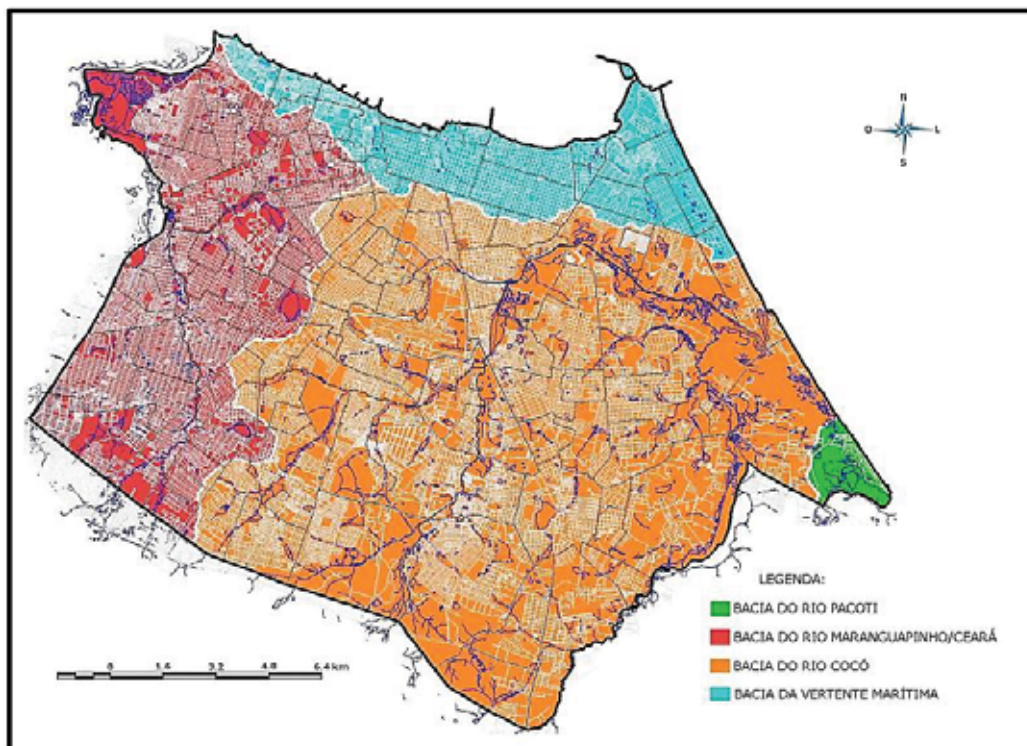 N
O L
S
LEGENDA:
BACIA DO RIO PACOTI
BACIA DO RIO MARANGUAPINHO/CEARÁ
BACIA DO RIO COCÓ
BACIA DA VERTENTE MARÍTIMA
0 1.6 3.2 4.8 6.4 km